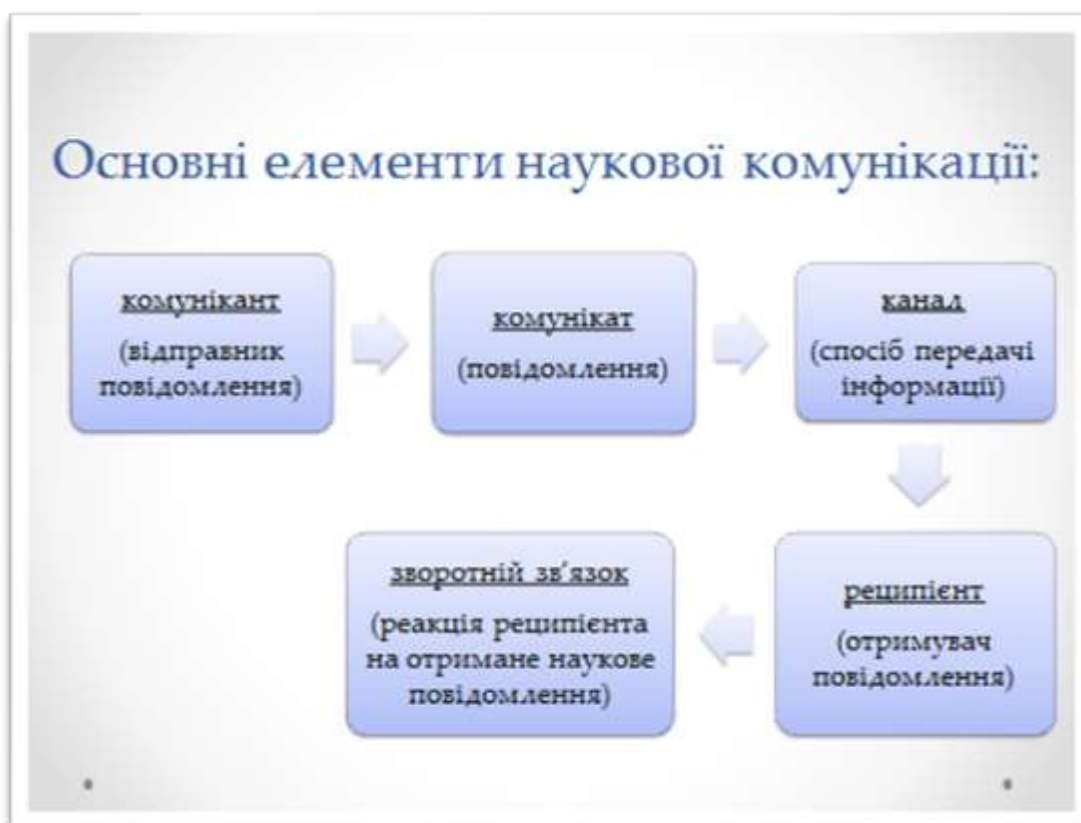 Основні елементи наукової комунікації:
комунікант
(відправник
повідомлення)
комунікат
(повідомлення)
канал
(спосіб передачі
інформації)
реципієнт
(отримувач
повідомлення)
зворотній зв'язок
(реакція реципієнта
на отримане наукове
повідомлення)